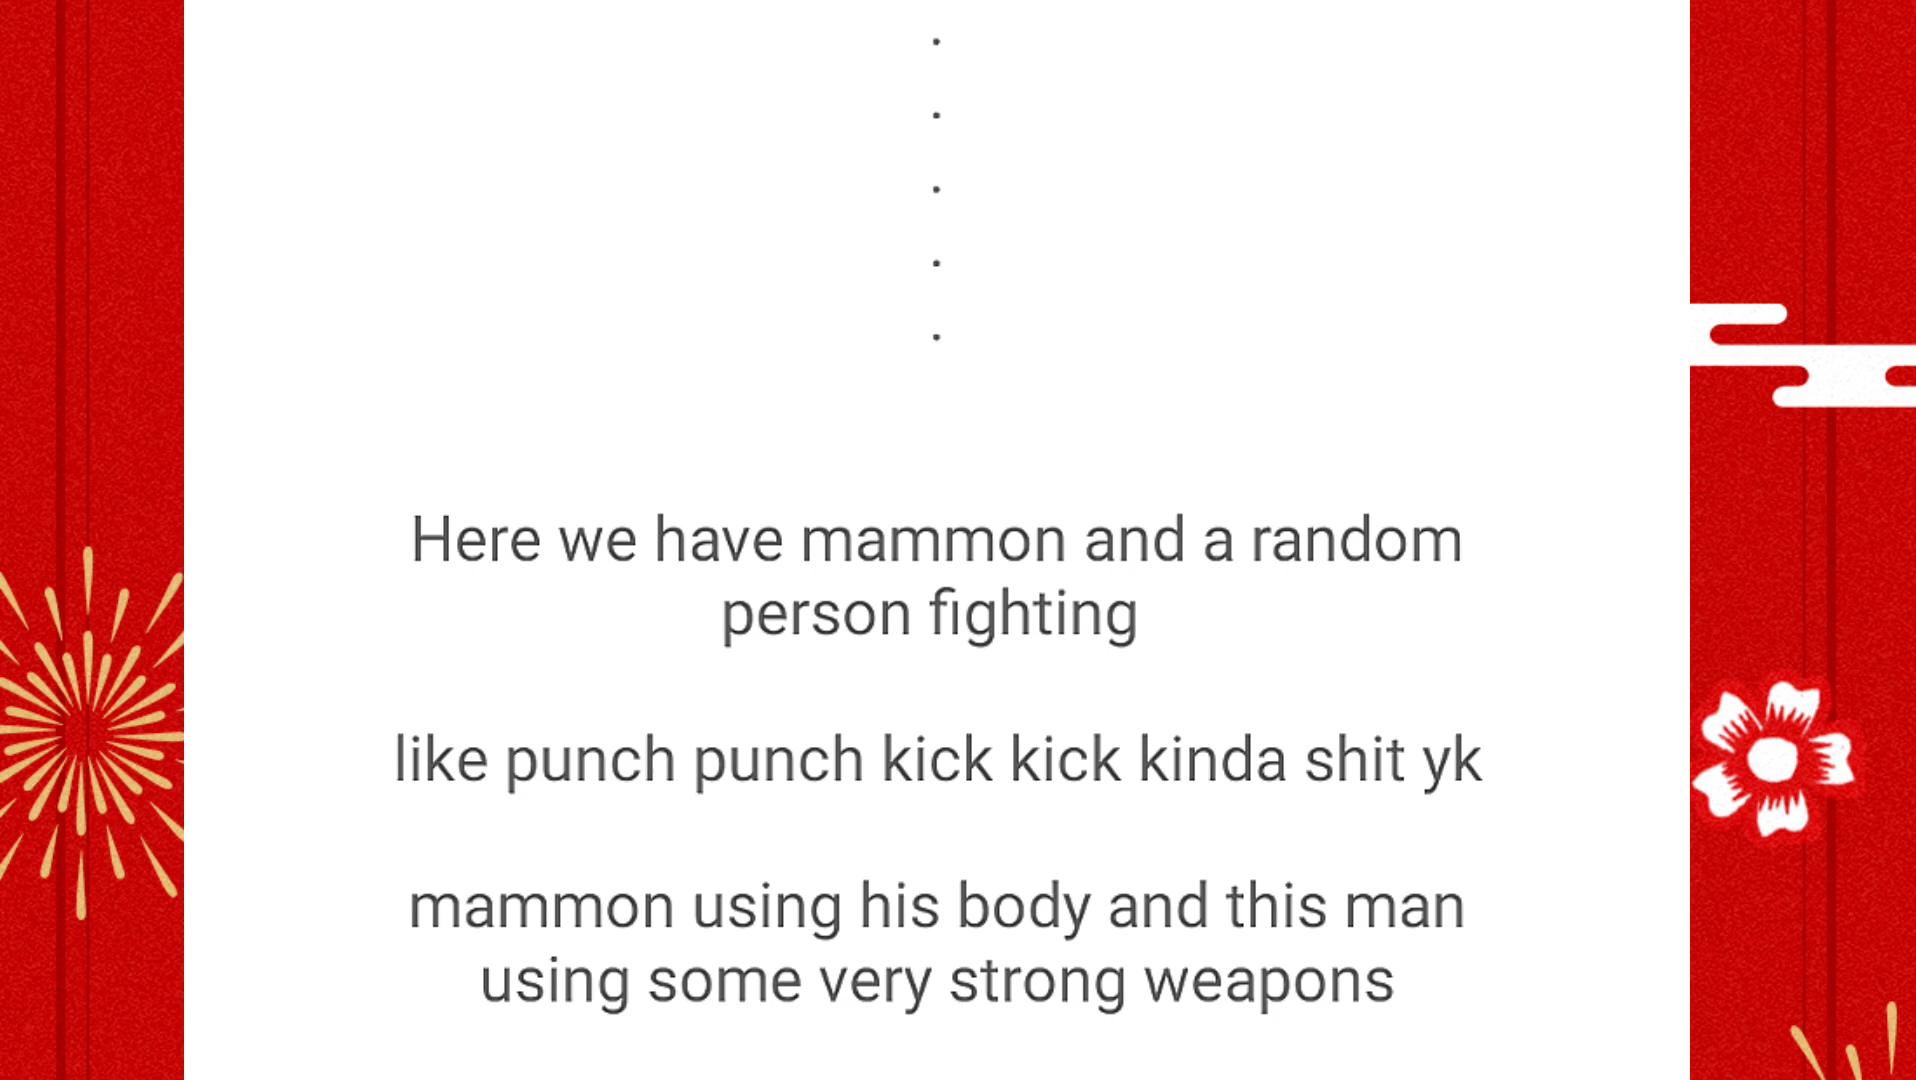 .
.
.
.
.
Here we have mammon and a random
person fighting
like punch punch kick kick kinda shit yk
mammon using his body and this man
using some very strong weapons